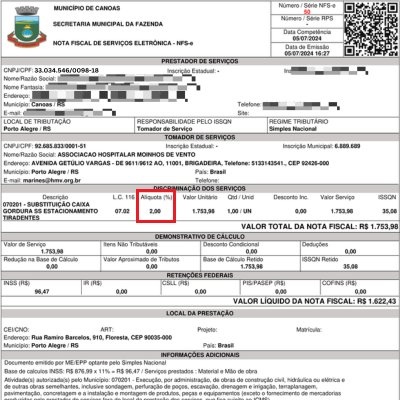 MUNICÍPIO DE CANOAS
SECRETARIA MUNICIPAL DA FAZENDA
NOTA FISCAL DE SERVIÇOS ELETRÔNICA - NFS-e
Número / Série NFS-e
50
Número / Série RPS
-
Data Competência
05/07/2024
Data de Emissão
05/07/2024 16:27
PRESTADOR DE SERVIÇOS
CNPJ/CPF: 33.034.546/0098-18 Inscrição Estadual: - Inscrição
Nome/Razão Social:
Nome Fantasia:
Endereço:
Município: Canoas / RS Telefone:
E-mail: Site:
LOCAL DE TRIBUTAÇÃO RESPONSABILIDADE PELO ISSQN REGIME TRIBUTÁRIO
Porto Alegre / RS Tomador de Serviço Simples Nacional
TOMADOR DE SERVIÇOS
CNPJ/CPF: 92.685.833/0001-51 Inscrição Estadual: - Inscrição Municipal: 6.889.689
Nome/Razão Social: ASSOCIACAO HOSPITALAR MOINHOS DE VENTO
Endereço: AVENIDA GETÚLIO VARGAS - DE 9611/9612 AO, 11001, BRIGADEIRA, Telefone: 5133143541., CEP 92426-000
Município: Porto Alegre / RS País: Brasil
E-mail: marines@hmv.org.br Telefone: -
DISCRIMINAÇÃO DOS SERVIÇOS
Descrição L.C. 116 Alíquota (%) Valor Unitário Qtd / Unid Desconto Inc. Valor Serviço ISSQN
070201 - SUBSTITUIÇÃO CAIXA
GORDURA SS ESTACIONAMENTO 07.02 2,00 1.753,98 1,00 / UN 0,00 1.753,98 35,08
TIRADENTES
VALOR TOTAL DA NOTA FISCAL: R$ 1.753,98
DEMONSTRATIVO DE CÁLCULO
Valor de Serviço Itens Não Tributáveis Desconto Condicional Deduções
1.753,98 0,00 0,00 0,00
Redução na Base de Cálculo Base de Cálculo ISSQN Retido
0,00 0,00 0,00 35,08
RETENÇÕES FEDERAIS
INSS (R$) IR (R$) CSLL (R$) PIS/PASEP (R$) COFINS (R$)
96,47 0,00 0,00 0,00 0,00
VALOR LÍQUIDO DA NOTA FISCAL: R$ 1.622,43
LOCAL DA PRESTAÇÃO
CEI/CNO: ART: Projeto: Matrícula:
Endereço: Rua Ramiro Barcelos, 910, Floresta, CEP 90035-000
Município: Porto Alegre / RS País: Brasil
INFORMAÇÕES ADICIONAIS
Documento emitido por ME/EPP optante pelo Simples Nacional
Base de calculos INSS: R$ 876,99 x 11% = R$ 96,47 / Serviços prestados : Material e Mão de obra
Atividade(s) autorizada(s) pelo Município: 070201 - Execução, por administração, de obras de construção civil, hidráulica ou elétrica e
de outras obras semelhantes, inclusive sondagem, perfuração de poços, escavação, drenagem e irrigação, terraplanagem,
pavimentação, concretagem e a instalação e montagem de produtos, peças e equipamentos (exceto o fornecimento de mercadorias